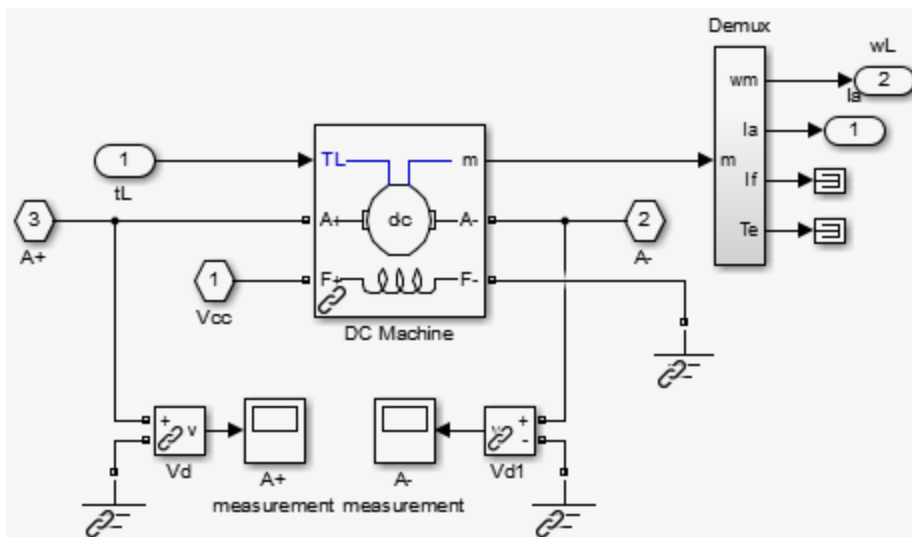 Demux
wL
wm
2
Ia
1
tL
TL
m
Ia
1
m
If
3
A+
A+
dc
A-
2
A-
Te
1
Vcc
F+
F-
DC Machine
+
v
Vd
A+
measurement
A-
measurement
v
+
-
Vd1